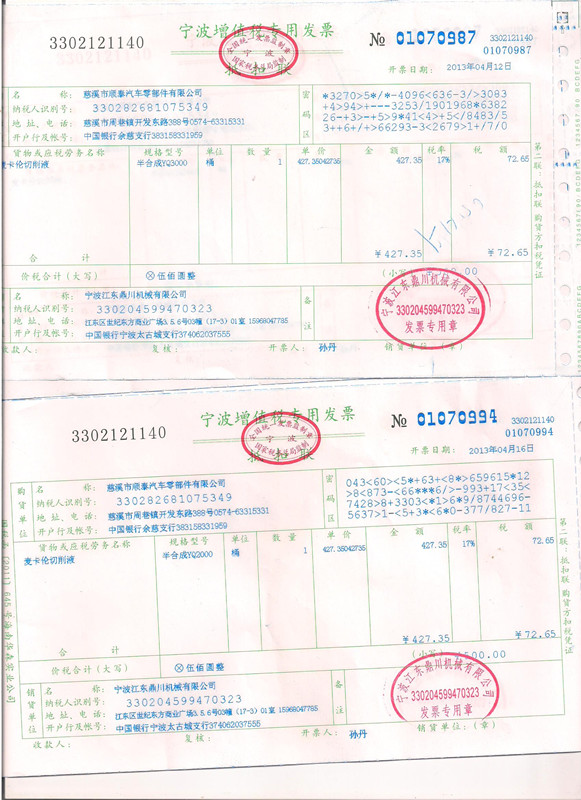 3302121140
宁波增值税专用发票
抵扣联
№ 01070987
3302121140
01070987
开票日期: 2013年04月12日
名 称: 慈溪市顺泰汽车零部件有限公司
纳税人识别号: 330282681075349
地 址、电 话: 慈溪市周巷镇开发东路388号0574-63315331
开户行及帐号: 中国银行余慈支行383158331959
密码区
*3270>5*/*-4096<636-3/>3083
+4>94+>---3253/1901968*6382
26-+3->+5>9*41<4>+5</8483/5
3++6+/+>66293-3<2679>1+/7/0
货物或应税劳务名称 规格型号 单位 数 量 单 价 金 额 税率 税 额
麦卡伦切削液 半合成YQ3000 桶 1 427.35042735 427.35 17% 72.65
合 计 ¥427.35 ¥72.65
价税合计(大写) ⊗伍佰圆整 (小写)
名 称: 宁波江东鼎川机械有限公司
纳税人识别号: 330204599470323
地 址、电 话: 江东区世纪东方商业广场3.5.6号03幢(17-3)01室 15968047785
开户行及帐号: 中国银行宁波太古城支行374062037555
备注
收款人: 复核: 开票人: 孙丹 销货单位:(章)
宁波江东鼎川机械有限公司
330204599470323
发票专用章
第二联:抵扣联 购货方扣税凭证
3302121140
宁波增值税专用发票
抵扣联
№ 01070994
3302121140
01070994
开票日期: 2013年04月16日
购货单位
名 称: 慈溪市顺泰汽车零部件有限公司
纳税人识别号: 330282681075349
地 址、电 话: 慈溪市周巷镇开发东路388号0574-63315331
开户行及帐号: 中国银行余慈支行383158331959
密码区
043<60><5*+63+<8*>659615*12
>8<873-<66***6/>-993+17<35<
7428>8+3303<*1>6*9/8744696-
5637>1-<5+3*<6*0-377/827-11
货物或应税劳务名称 规格型号 单位 数 量 单 价 金 额 税率 税 额
麦卡伦切削液 半合成YQ2000 桶 1 427.35042735 427.35 17% 72.65
合 计 ¥427.35 ¥72.65
价税合计(大写) ⊗伍佰圆整 (小写) ¥500.00
销货单位
名 称: 宁波江东鼎川机械有限公司
纳税人识别号: 330204599470323
地 址、电 话: 江东区世纪东方商业广场3.5.6号03幢(17-3)01室 15968047785
开户行及帐号: 中国银行宁波太古城支行374062037555
备注
收款人: 复核: 开票人: 孙丹 销货单位:(章)
宁波江东鼎川机械有限公司
330204599470323
发票专用章
第二联:抵扣联 购货方扣税凭证